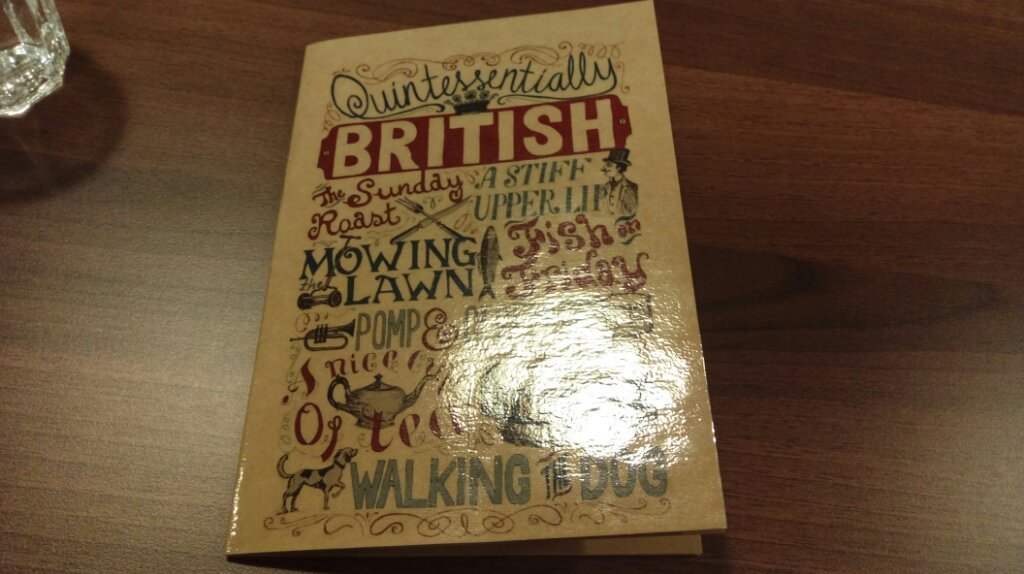 Quintessentially
BRITISH
The Sunday
Roast
A STIFF
UPPER LIP
MOWING
the LAWN
Fish on
Friday
POMP &
A nice
Of tea
WALKING THE DOG